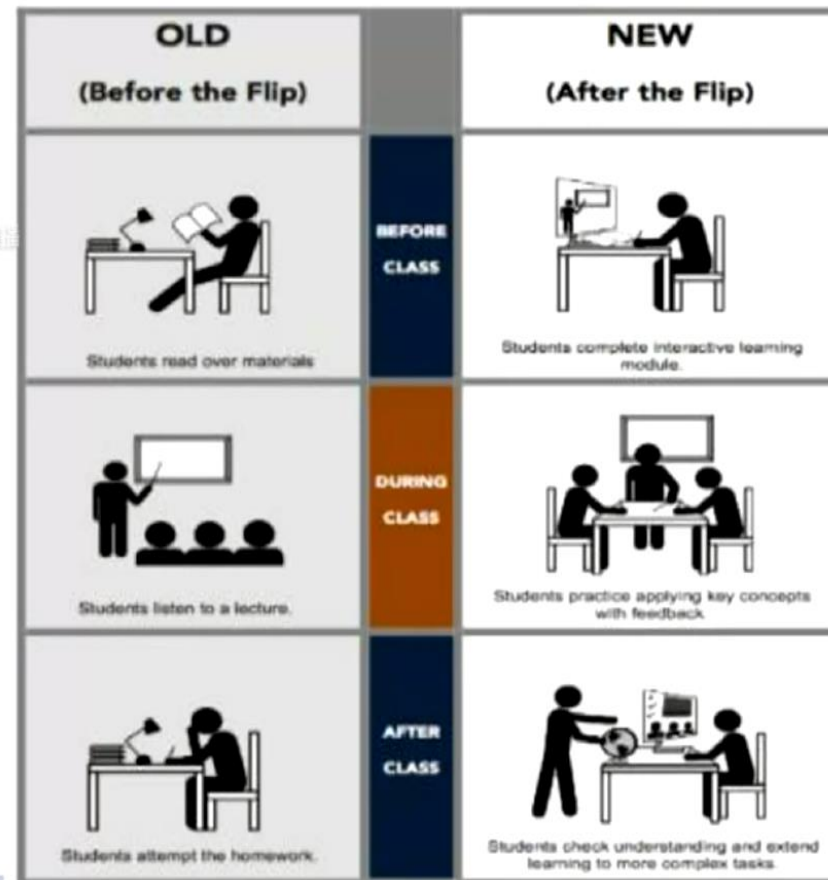 OLD
(Before the Flip)
NEW
(After the Flip)
BEFORE
CLASS
Students read over materials
Students complete interactive learning
module.
DURING
CLASS
Students listen to a lecture.
Students practice applying key concepts
with feedback
AFTER
CLASS
Students attempt the homework.
Students check understanding and extend
learning to more complex tasks.